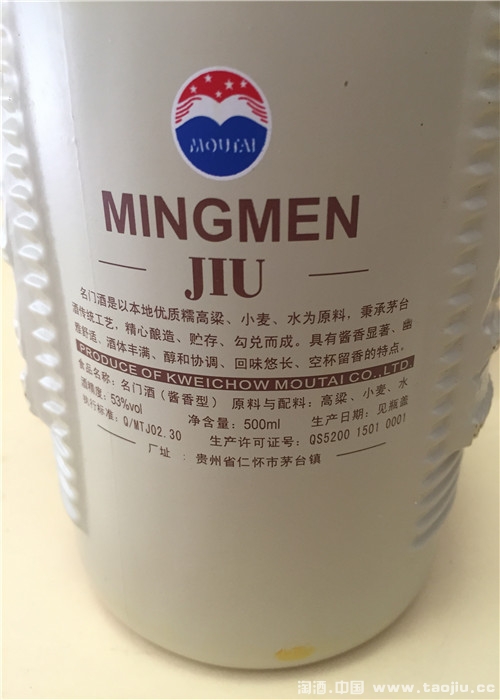 MOUTAI
MINGMEN
JIU
名门酒是以本地优质糯高粱、小麦、水为原料，秉承茅台
酒传统工艺，精心酿造、贮存、勾兑而成。具有酱香显著、幽
雅舒适、酒体丰满、醇和协调、回味悠长、空杯留香的特点。
PRODUCE OF KWEICHOW MOUTAI CO.,LTD.
食品名称：名门酒（酱香型） 原料与配料：高粱、小麦、水
酒精度：53%vol 净含量：500ml 生产日期：见瓶盖
执行标准：Q/MTJ02.30 生产许可证号：QS5200 1501 0001
厂址：贵州省仁怀市茅台镇
淘酒.中国 www.taojiu.cc